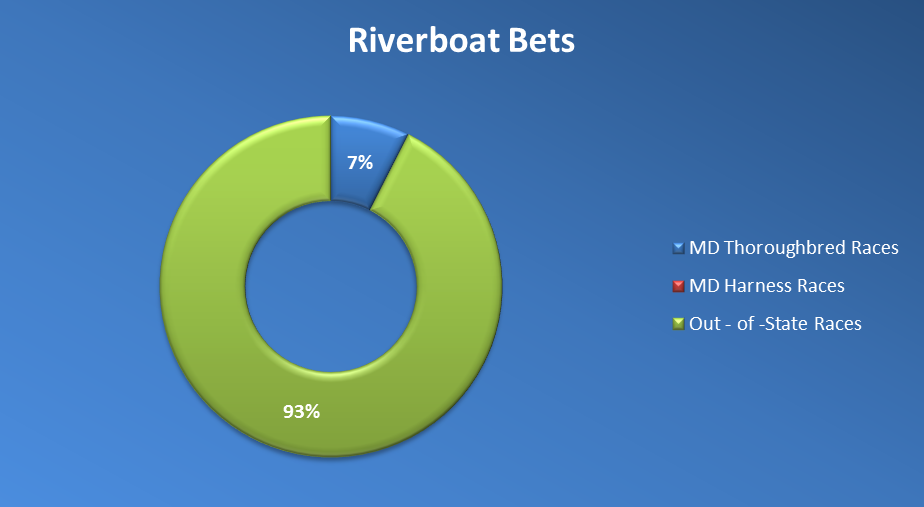 Riverboat Bets
7%
93%
MD Thoroughbred Races
MD Harness Races
Out - of -State Races